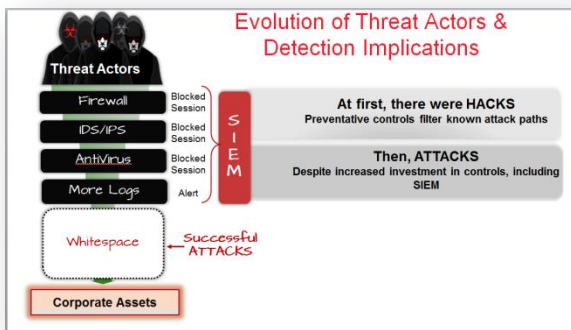 Evolution of Threat Actors &
Detection Implications
Threat Actors
Firewall
Blocked
Session
IDS/IPS
Blocked
Session
AntiVirus
Blocked
Session
More Logs
Alert
S
I
E
M
At first, there were HACKS
Preventative controls filter known attack paths
Then, ATTACKS
Despite increased investment in controls, including
SIEM
Whitespace
Successful
ATTACKS
Corporate Assets